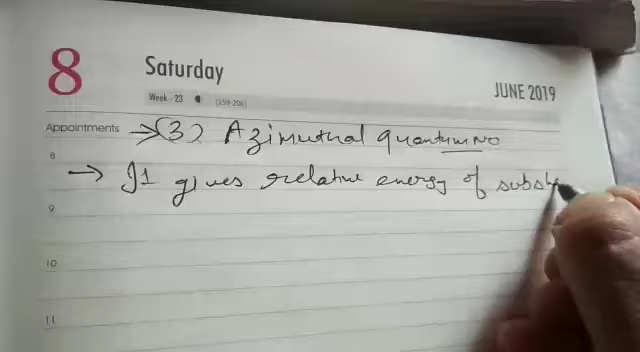 8
Saturday
JUNE 2019
Week - 23 (159-206)
Appointments → (3) Azimuthal quantum No
8
→ It gives relative energy of subsh
9
10
11